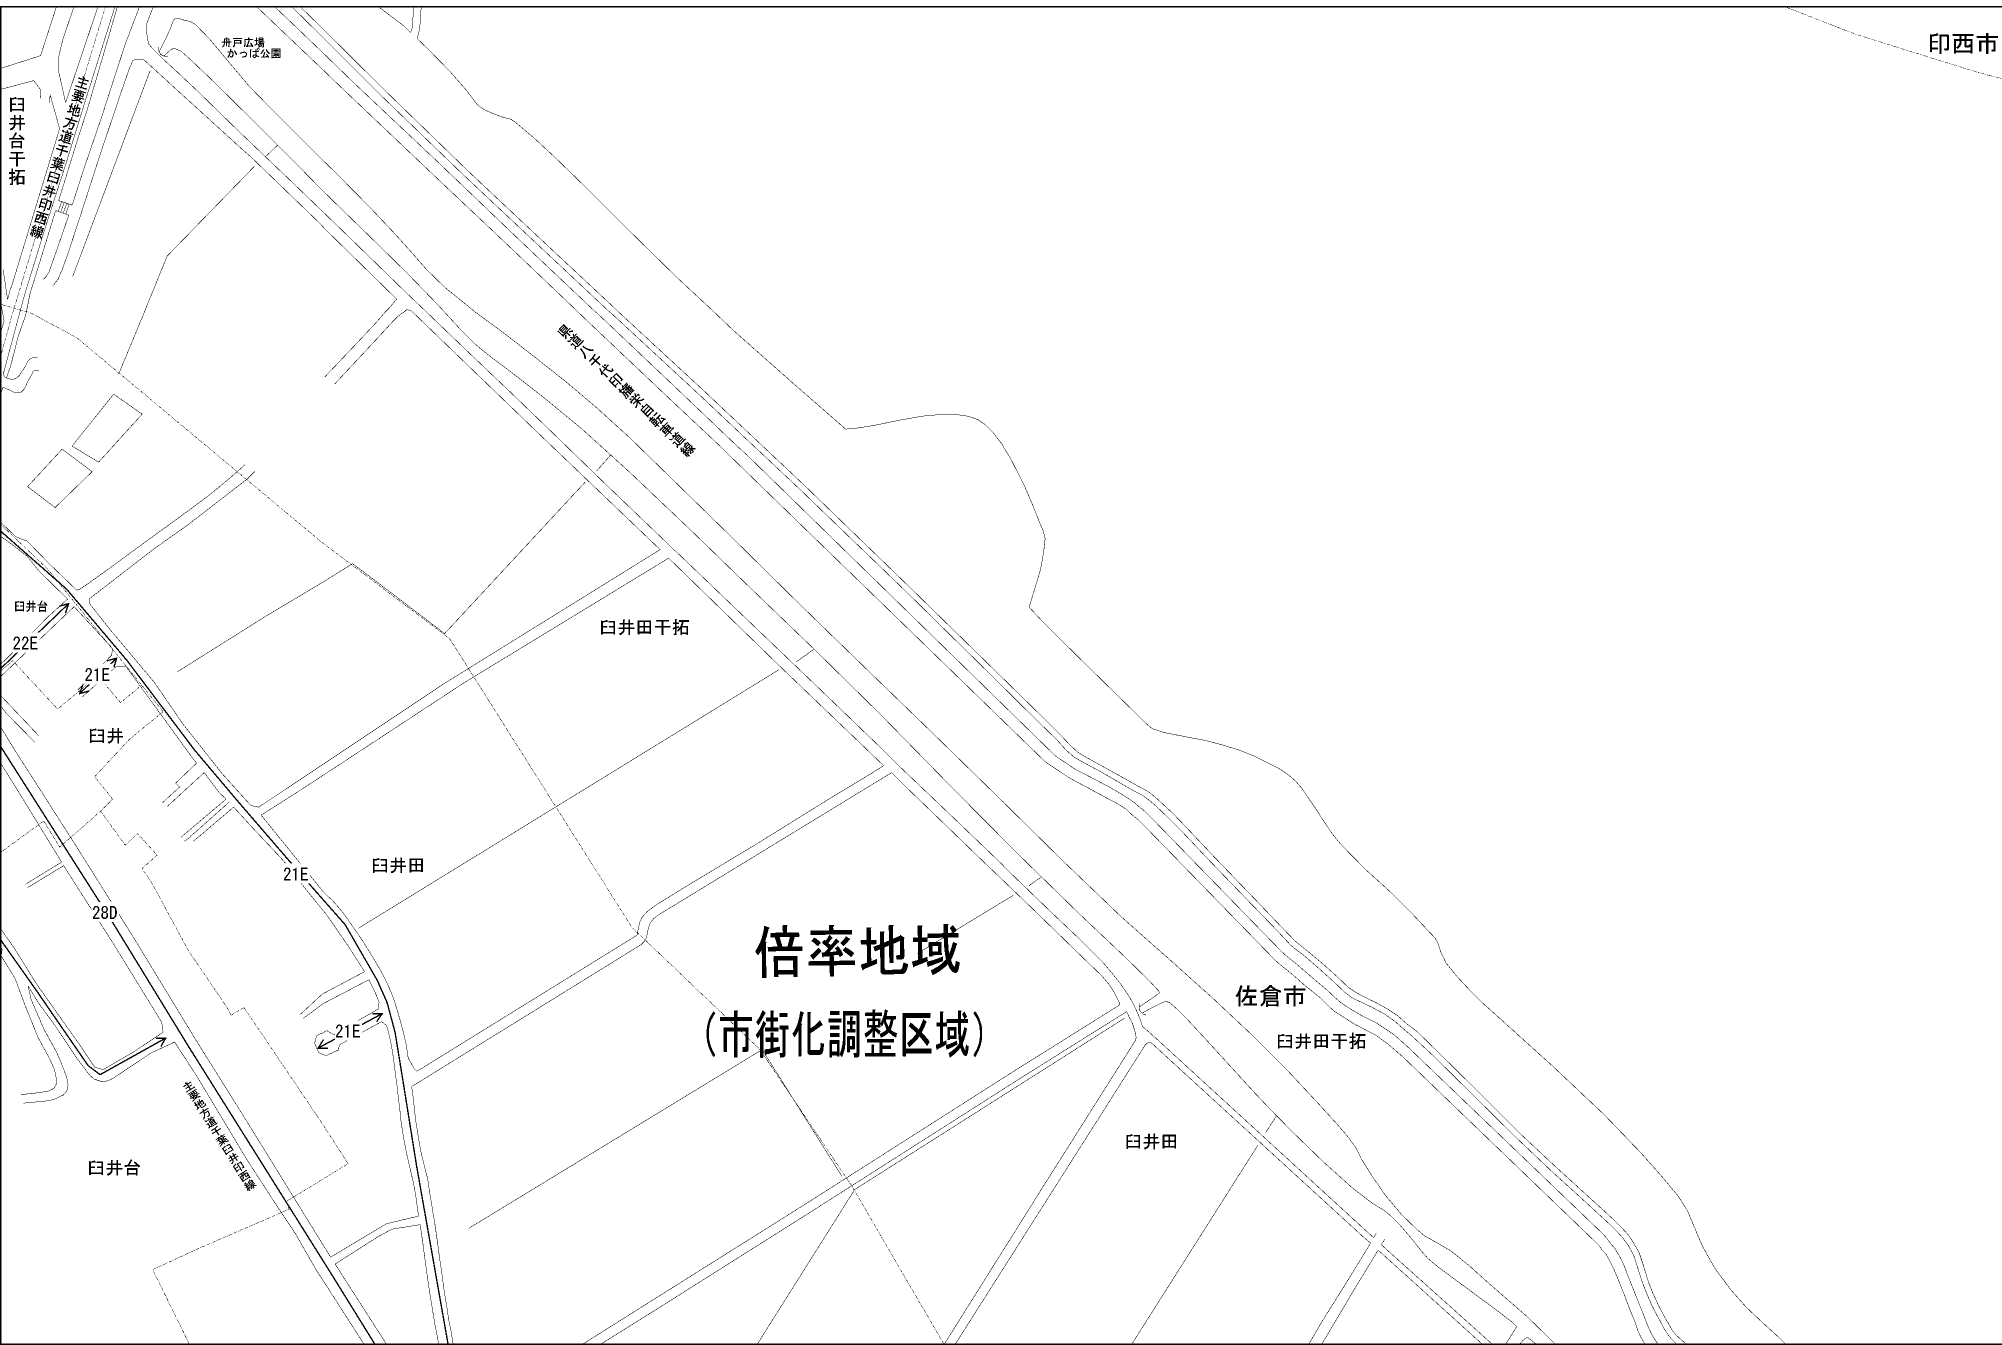 印西市
舟戸広場
かっぱ公園
臼井台干拓
主要地方道千葉臼井印西線
県道八千代印旛栄自転車道線
臼井台
22E
21E
臼井田干拓
臼井
臼井田
21E
28D
倍率地域
(市街化調整区域)
佐倉市
臼井田干拓
21E
主要地方道千葉臼井印西線
臼井田
臼井台